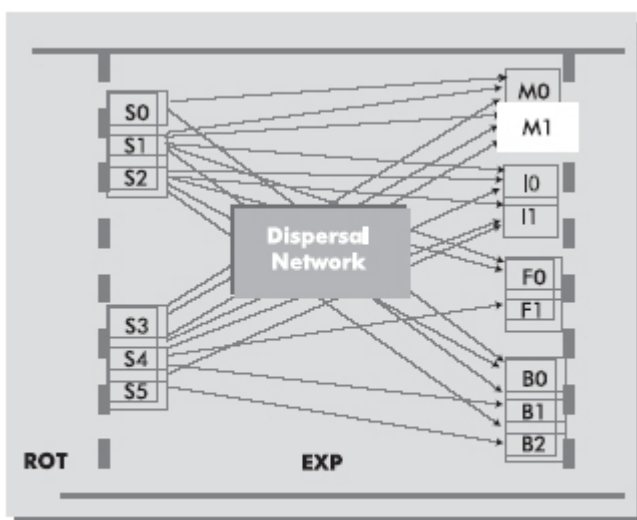 S0
S1
S2
S3
S4
S5
Dispersal
Network
M0
M1
I0
I1
F0
F1
B0
B1
B2
ROT
EXP